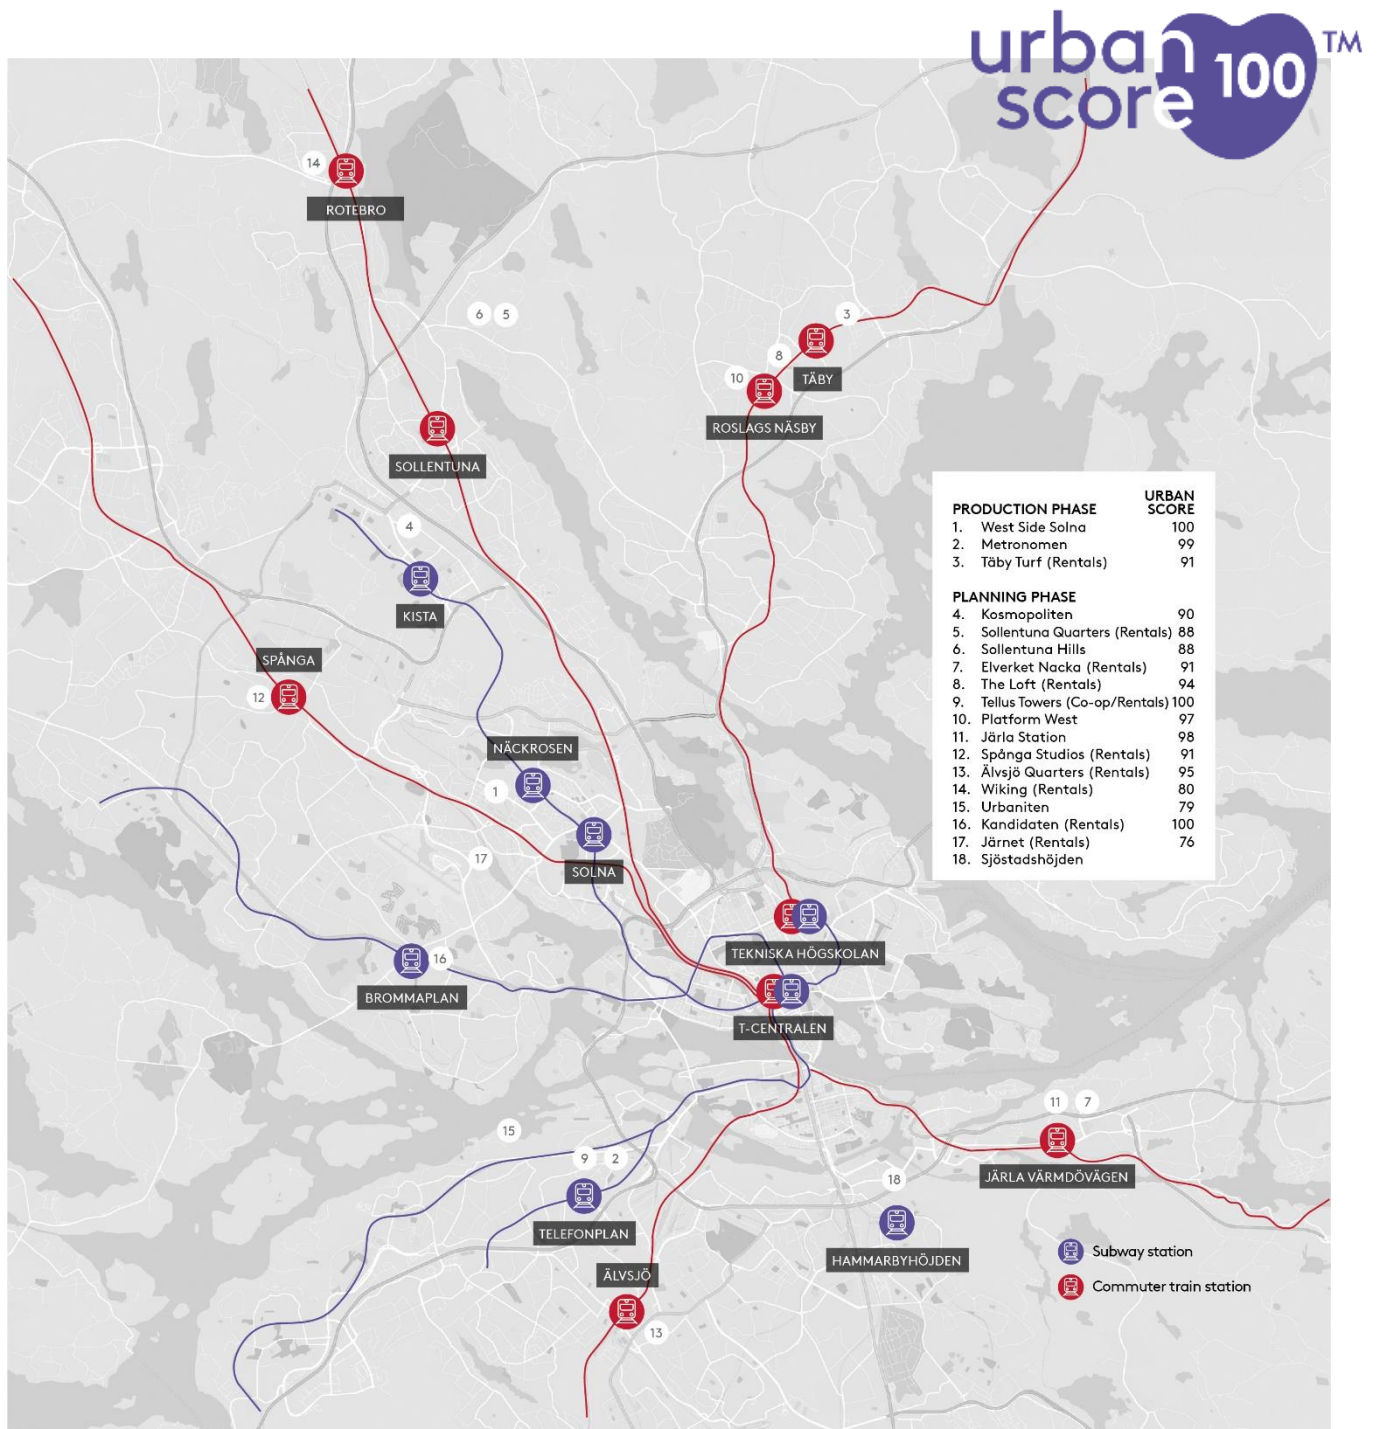 urban
score
100
TM
14
ROTEBRO
6
5
3
8
TÄBY
10
ROSLAGS NÄSBY
SOLLENTUNA
4
KISTA
SPÅNGA
12
NÄCKROSEN
1
SOLNA
17
TEKNISKA HÖGSKOLAN
16
BROMMAPLAN
T-CENTRALEN
15
9
2
TELEFONPLAN
11
7
JÄRLA VÄRMDÖVÄGEN
18
HAMMARBYHÖJDEN
ÄLVSJÖ
13
PRODUCTION PHASE URBAN SCORE
1. West Side Solna 100
2. Metronomen 99
3. Täby Turf (Rentals) 91
PLANNING PHASE
4. Kosmopoliten 90
5. Sollentuna Quarters (Rentals) 88
6. Sollentuna Hills 88
7. Elverket Nacka (Rentals) 91
8. The Loft (Rentals) 94
9. Tellus Towers (Co-op/Rentals) 100
10. Platform West 97
11. Järla Station 98
12. Spånga Studios (Rentals) 91
13. Älvsjö Quarters (Rentals) 95
14. Wiking (Rentals) 80
15. Urbaniten 79
16. Kandidaten (Rentals) 100
17. Järnet (Rentals) 76
18. Sjöstadshöjden
Subway station
Commuter train station